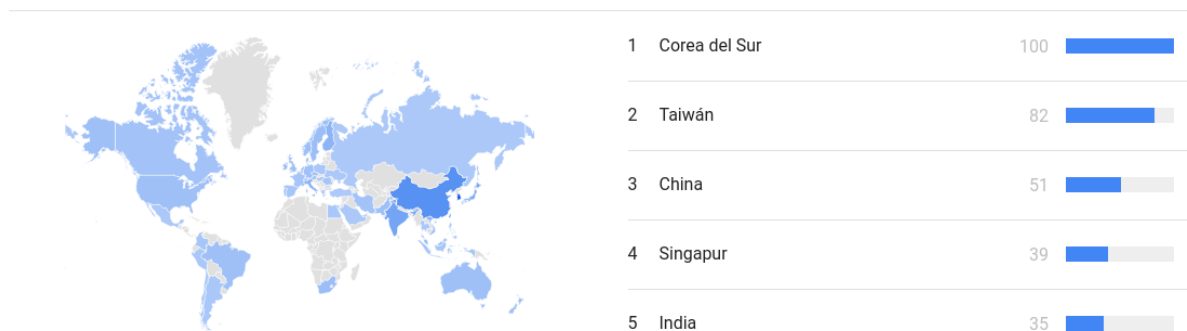 1 Corea del Sur 100
2 Taiwán 82
3 China 51
4 Singapur 39
5 India 35